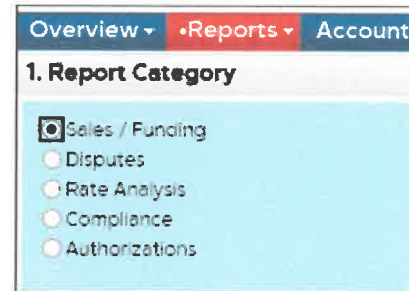 Overview ▾ •Reports ▾ Account
1. Report Category
Sales / Funding
Disputes
Rate Analysis
Compliance
Authorizations